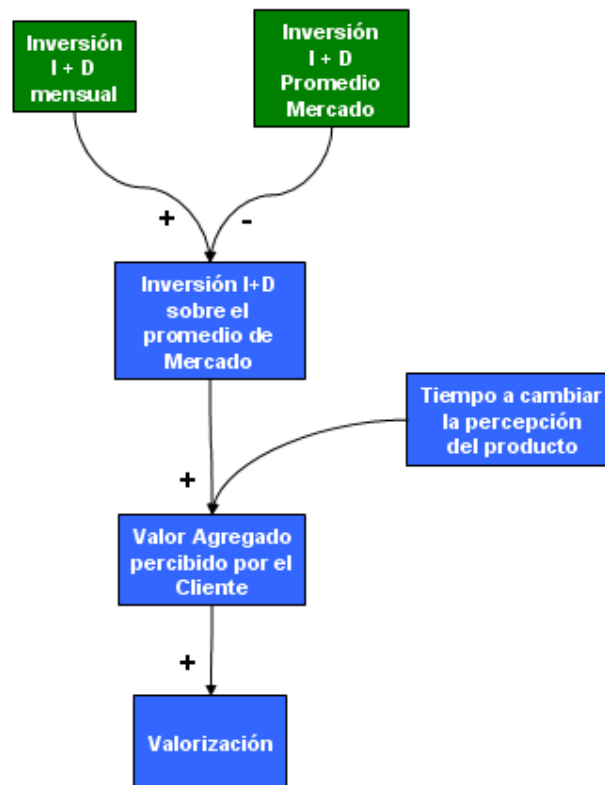 Inversión
I + D
mensual
Inversión
I + D
Promedio
Mercado
+
-
Inversión I+D
sobre el
promedio de
Mercado
Tiempo a cambiar
la percepción
del producto
+
Valor Agregado
percibido por el
Cliente
+
Valorización